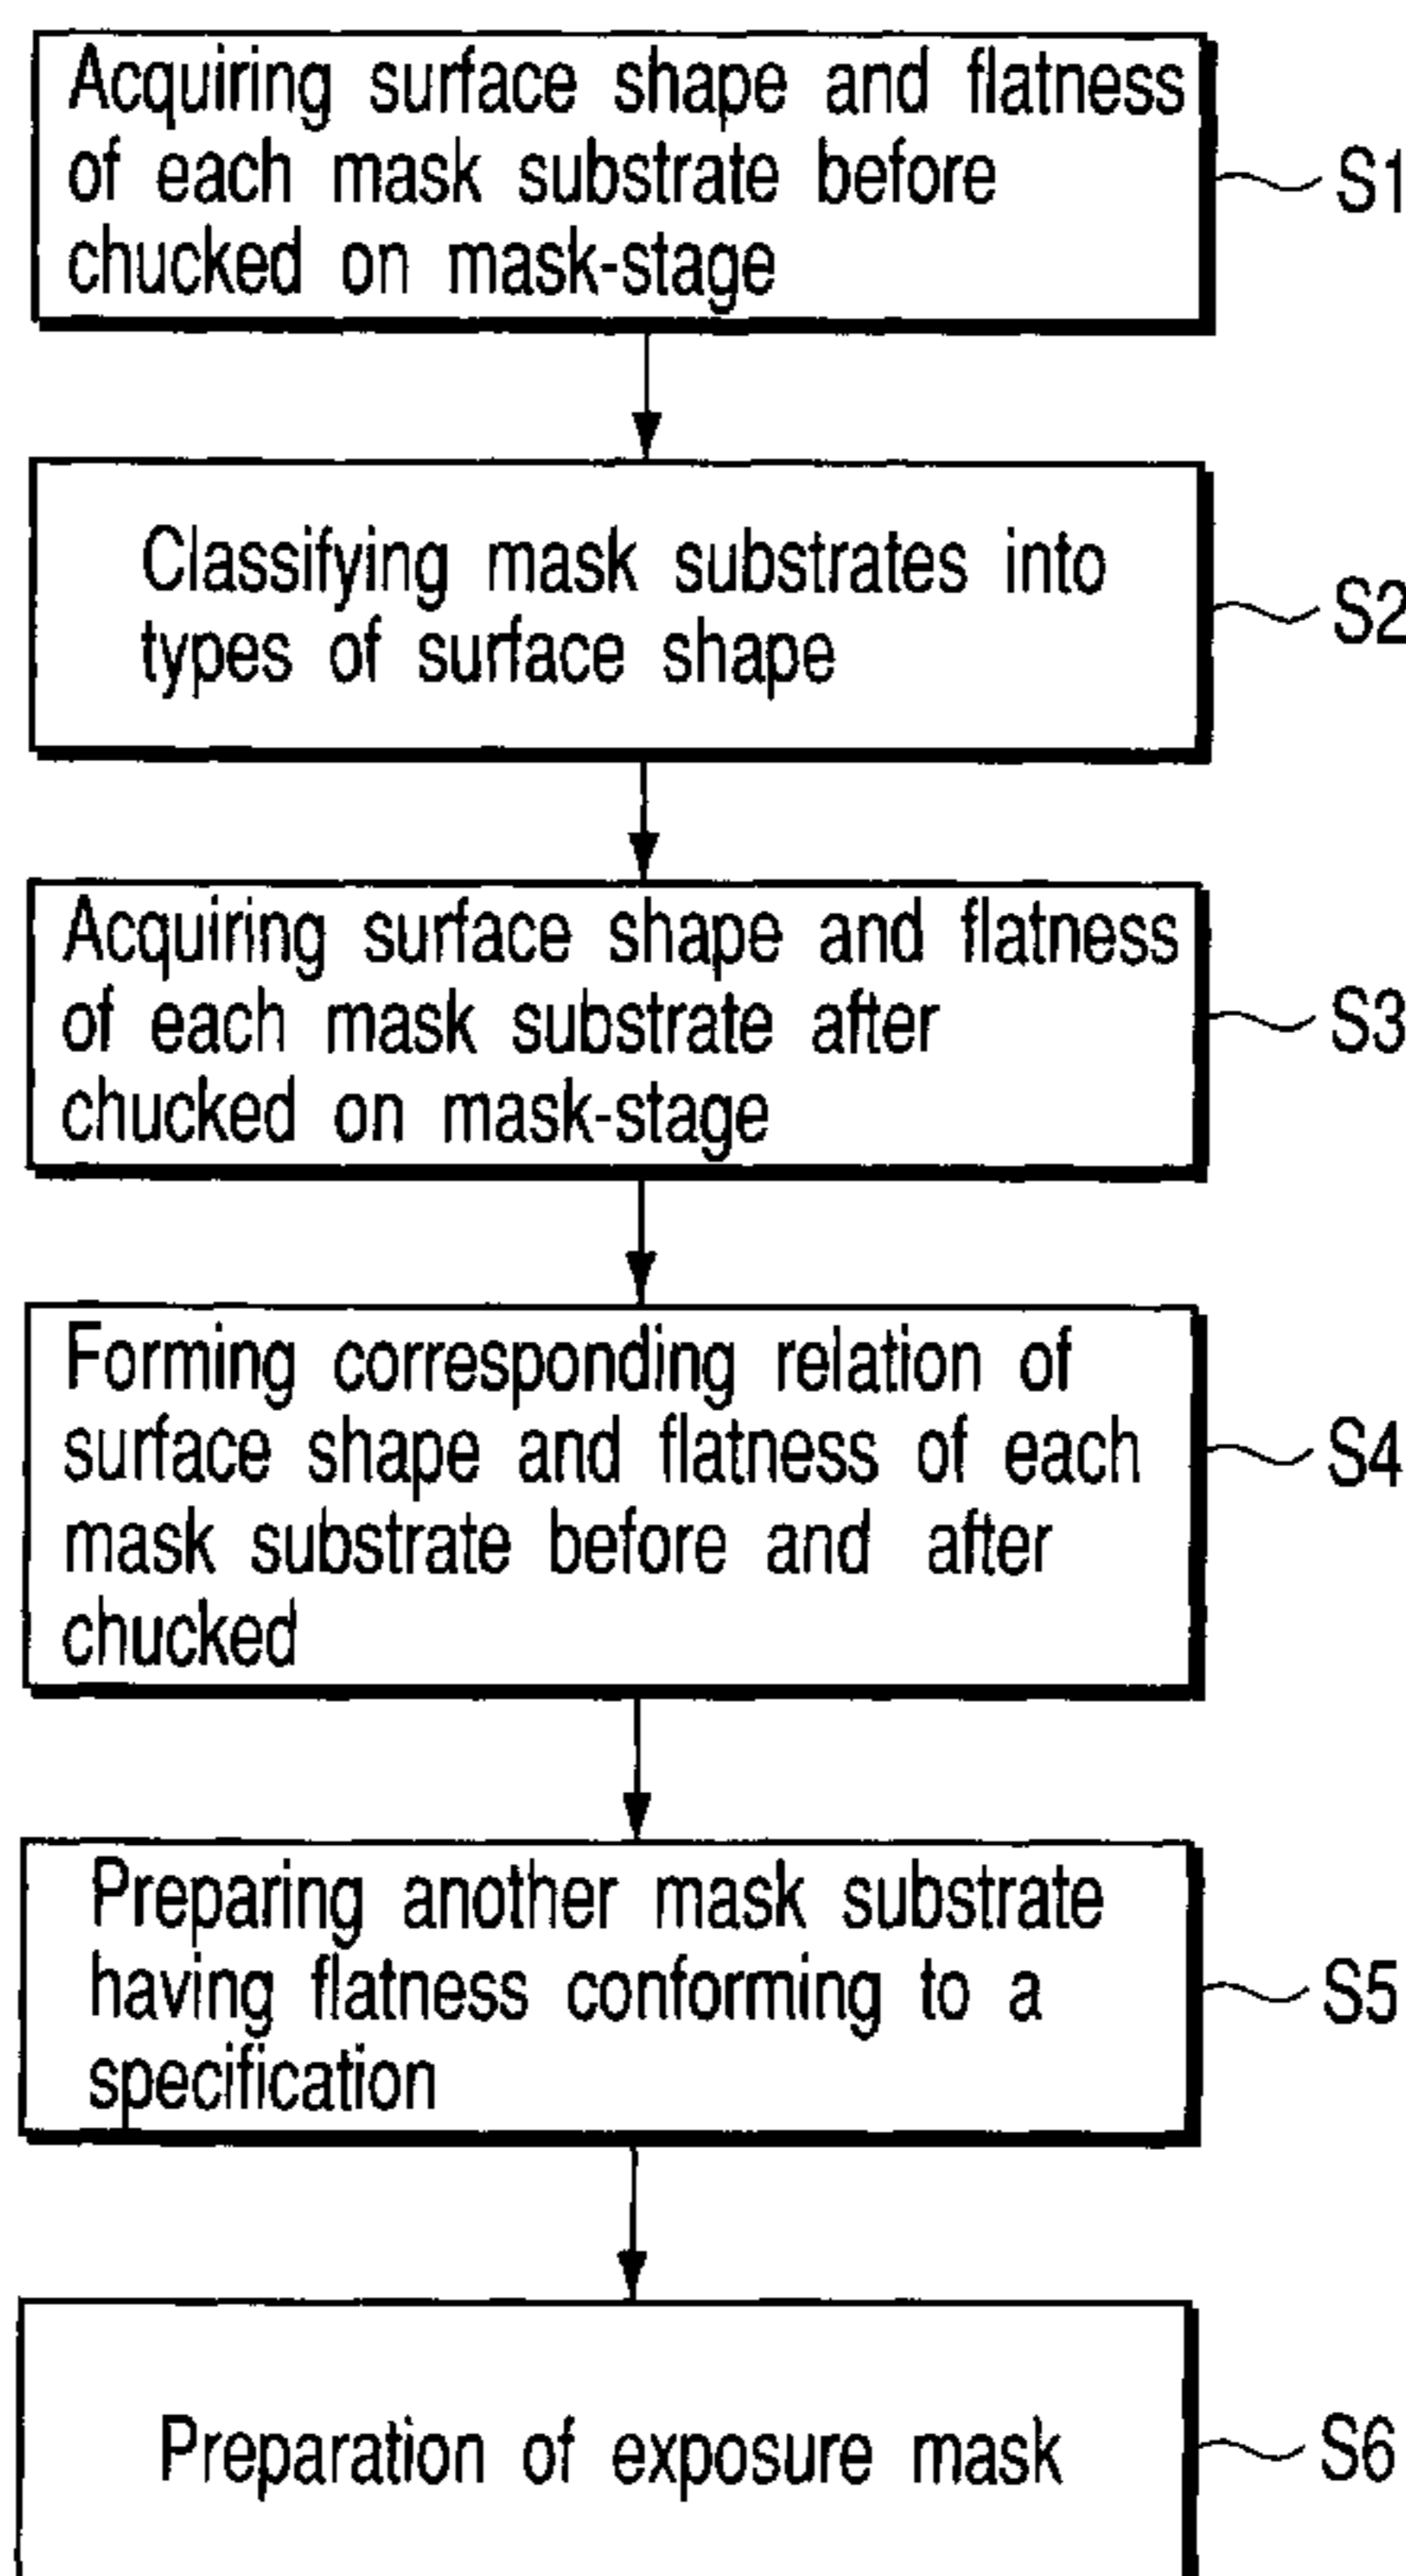 Acquiring surface shape and flatness
of each mask substrate before
chucked on mask-stage
S1
Classifying mask substrates into
types of surface shape
S2
Acquiring surface shape and flatness
of each mask substrate after
chucked on mask-stage
S3
Forming corresponding relation of
surface shape and flatness of each
mask substrate before and after
chucked
S4
Preparing another mask substrate
having flatness conforming to a
specification
S5
Preparation of exposure mask
S6